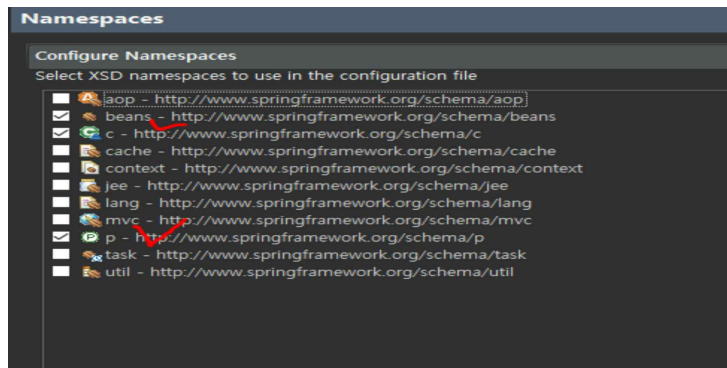 Namespaces
Configure Namespaces
Select XSD namespaces to use in the configuration file
aop - http://www.springframework.org/schema/aop
beans - http://www.springframework.org/schema/beans
c - http://www.springframework.org/schema/c
cache - http://www.springframework.org/schema/cache
context - http://www.springframework.org/schema/context
jee - http://www.springframework.org/schema/jee
lang - http://www.springframework.org/schema/lang
mvc - http://www.springframework.org/schema/mvc
p - http://www.springframework.org/schema/p
task - http://www.springframework.org/schema/task
util - http://www.springframework.org/schema/util